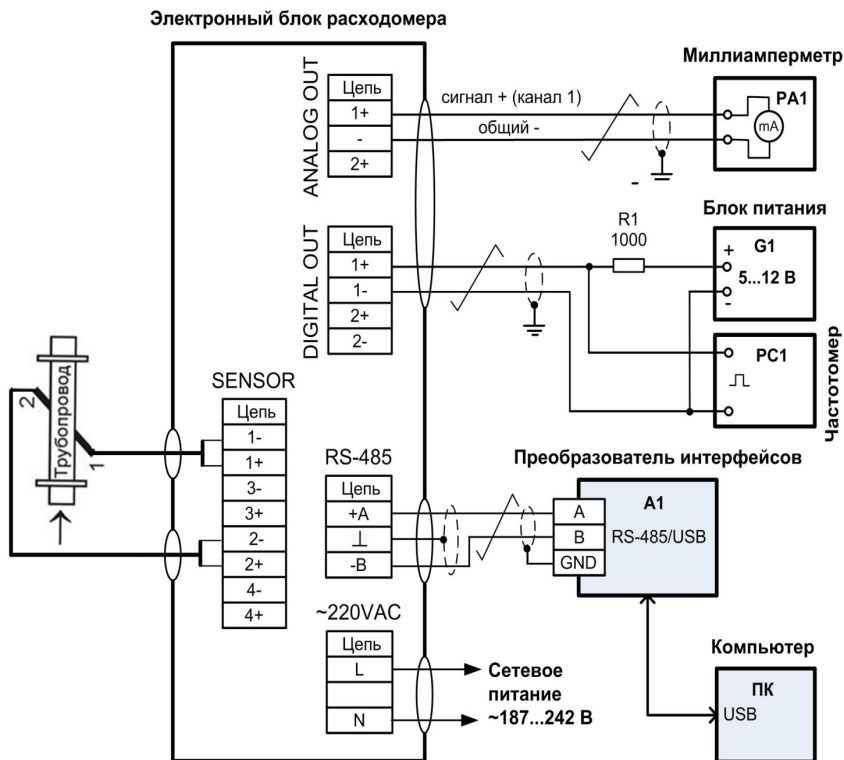 Электронный блок расходомера
ANALOG OUT
Цепь
1+
-
2+
сигнал + (канал 1)
общий -
-
Миллиамперметр
PA1
mA
DIGITAL OUT
Цепь
1+
1-
2+
2-
R1
1000
Блок питания
G1
+
5...12 В
-
PC1
Частотомер
Трубопровод
2
1
SENSOR
Цепь
1-
1+
3-
3+
2-
2+
4-
4+
RS-485
Цепь
+A
⊥
-B
Преобразователь интерфейсов
A
B
GND
A1
RS-485/USB
~220VAC
Цепь
L
N
Сетевое
питание
~187...242 В
Компьютер
ПК
USB